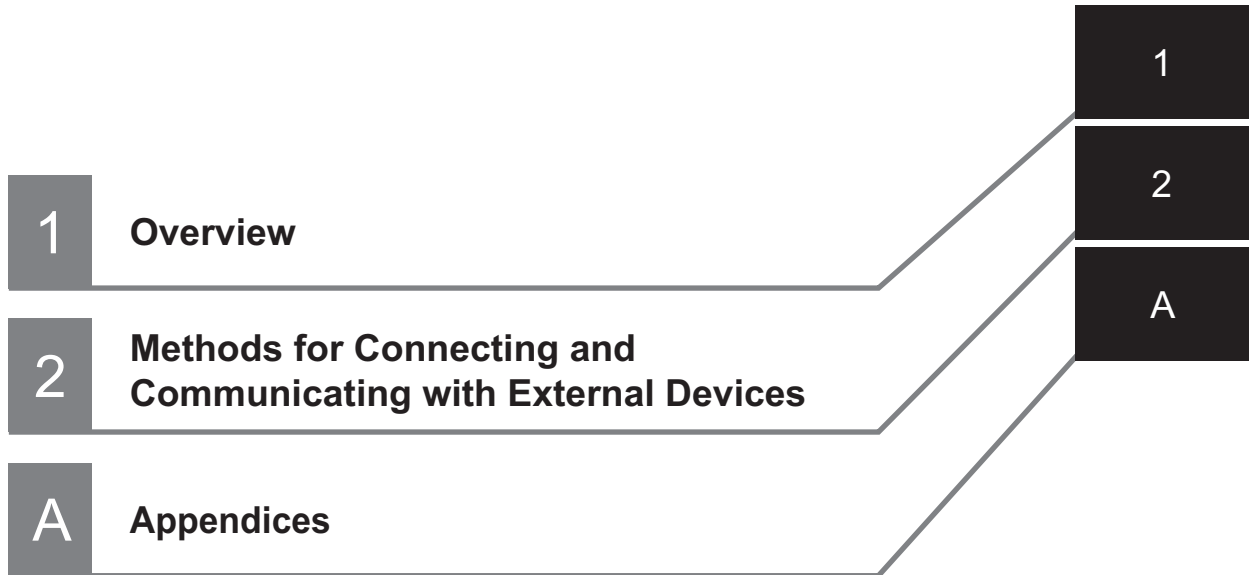 1
Overview
2
Methods for Connecting and
Communicating with External Devices
A
Appendices
1
2
A